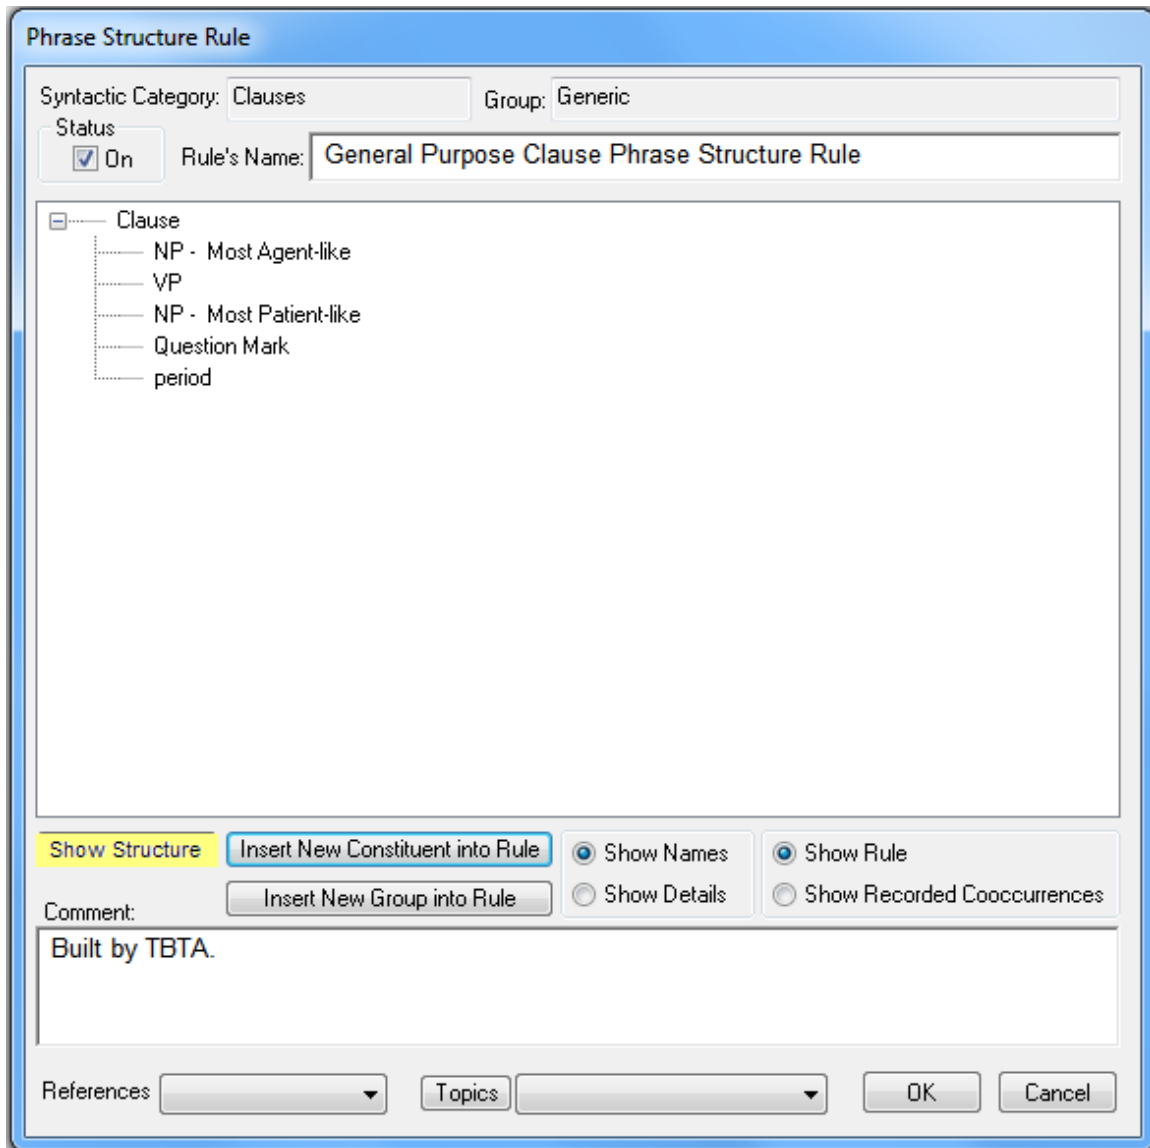 Phrase Structure Rule
Syntactic Category: Clauses Group: Generic
Status
On Rule's Name: General Purpose Clause Phrase Structure Rule
Clause
NP - Most Agent-like
VP
NP - Most Patient-like
Question Mark
period
Show Structure Insert New Constituent into Rule Show Names Show Rule
Insert New Group into Rule Show Details Show Recorded Cooccurrences
Comment:
Built by TBTA.
References Topics OK Cancel